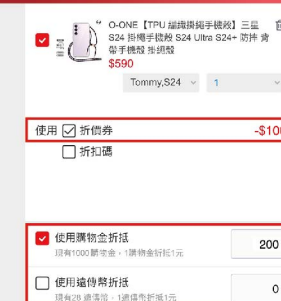 O-ONE【TPU 編織掛繩手機殼】三星
S24 掛繩手機殼 S24 Ultra S24+ 防摔 背
帶手機殼 掛繩殼
$590
Tommy,S24
1
使用 折價券
-$100
折扣碼
使用購物金折抵
200
現有1000 購物金，1購物金折抵1元
使用遠傳幣折抵
0
現有28 遠傳幣，1遠傳幣折抵1元